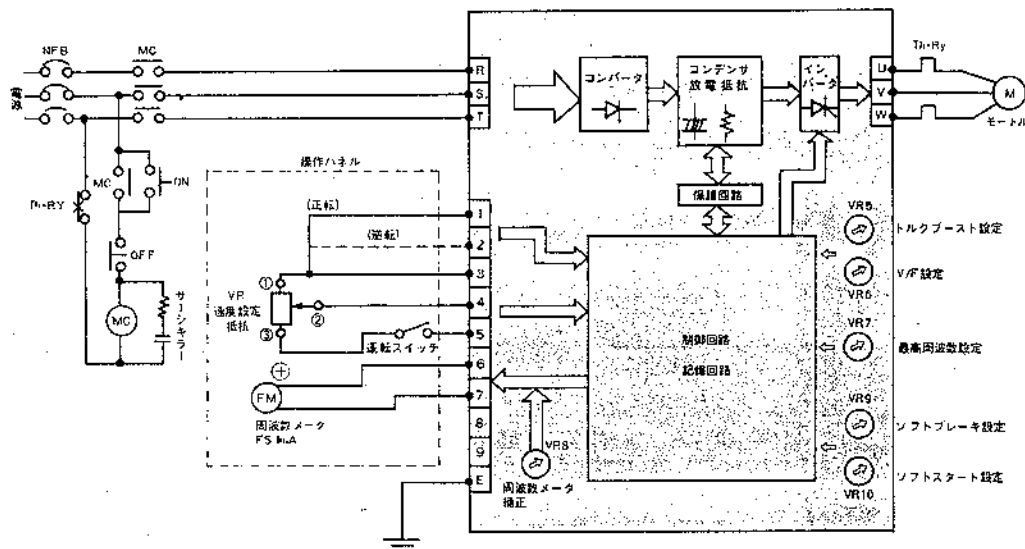 NFB
MC
電源
R
S
T
コンバータ
コンデンサ
放電抵抗
イン
バータ
U
V
W
Th-Ry
M
モートル
保護回路
操作パネル
MC
ON
Th-RY
OFF
MC
サージキラー
(正転)
(逆転)
①
VR
速度設定
抵抗
②
③
運転スイッチ
+
FM
周波数メータ
FS 1mA
1
2
3
4
5
6
7
8
9
E
制御回路
記憶回路
VR8
周波数メータ
補正
VR5
トルクブースト設定
V/F設定
VR6
VR7
最高周波数設定
VR9
ソフトブレーキ設定
ソフトスタート設定
VR10